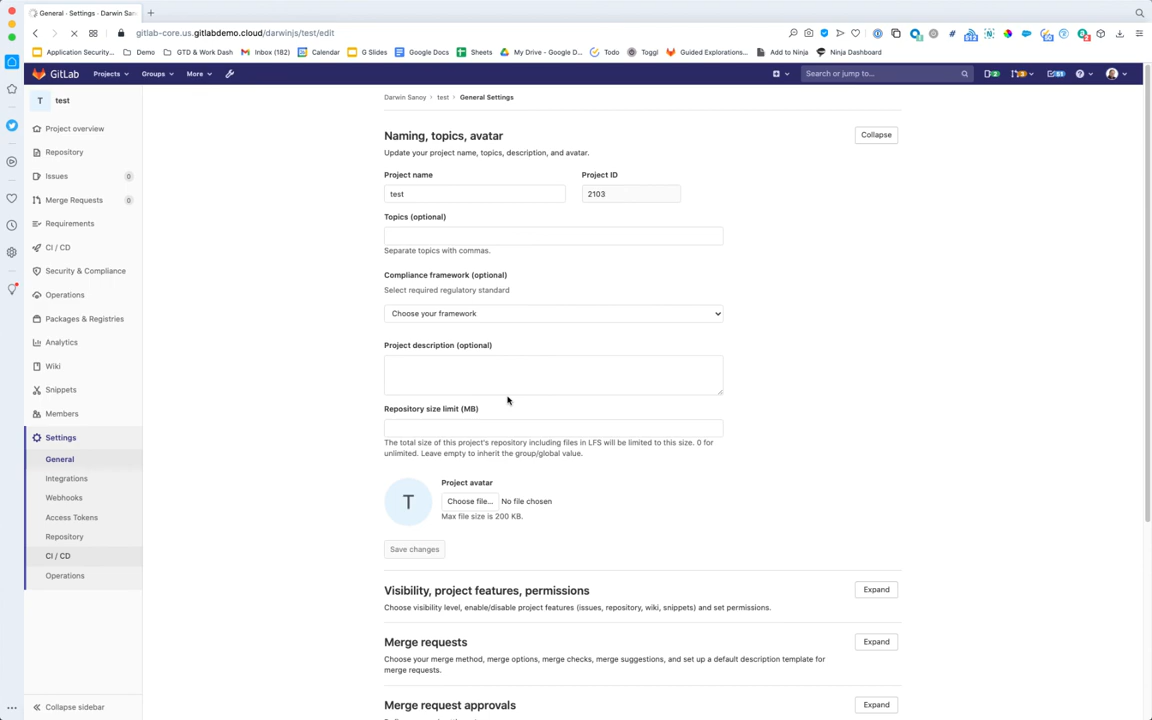 General · Settings · Darwin Sano
gitlab-core.us.gitlabdemo.cloud/darwinjs/test/edit
Application Security... Demo GTD & Work Dash Inbox (182) Calendar G Slides Google Docs Sheets My Drive - Google D... Todo Toggl Guided Explorations... Add to Ninja Ninja Dashboard
GitLab Projects Groups More Search or jump to...
T test
Darwin Sanoy › test › General Settings
Project overview
Repository
Issues 0
Merge Requests 0
Requirements
CI / CD
Security & Compliance
Operations
Packages & Registries
Analytics
Wiki
Snippets
Members
Settings
General
Integrations
Webhooks
Access Tokens
Repository
CI / CD
Operations
Collapse sidebar
Naming, topics, avatar
Collapse
Update your project name, topics, description, and avatar.
Project name Project ID
test 2103
Topics (optional)
Separate topics with commas.
Compliance framework (optional)
Select required regulatory standard
Choose your framework
Project description (optional)
Repository size limit (MB)
The total size of this project's repository including files in LFS will be limited to this size. 0 for
unlimited. Leave empty to inherit the group/global value.
T
Project avatar
Choose file... No file chosen
Max file size is 200 KB.
Save changes
Visibility, project features, permissions
Expand
Choose visibility level, enable/disable project features (issues, repository, wiki, snippets) and set permissions.
Merge requests
Expand
Choose your merge method, merge options, merge checks, merge suggestions, and set up a default description template for
merge requests.
Merge request approvals
Expand